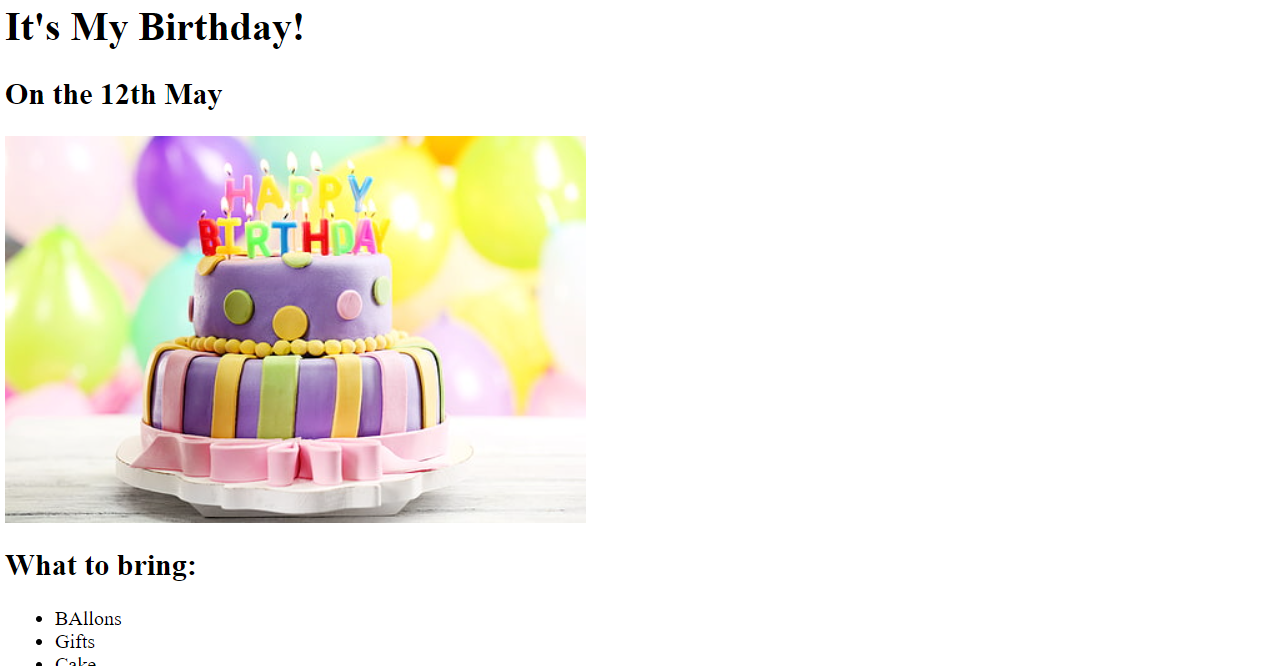 It's My Birthday!
On the 12th May
HAPPY
BIRTHDAY
What to bring:
BAllons
Gifts
Cake